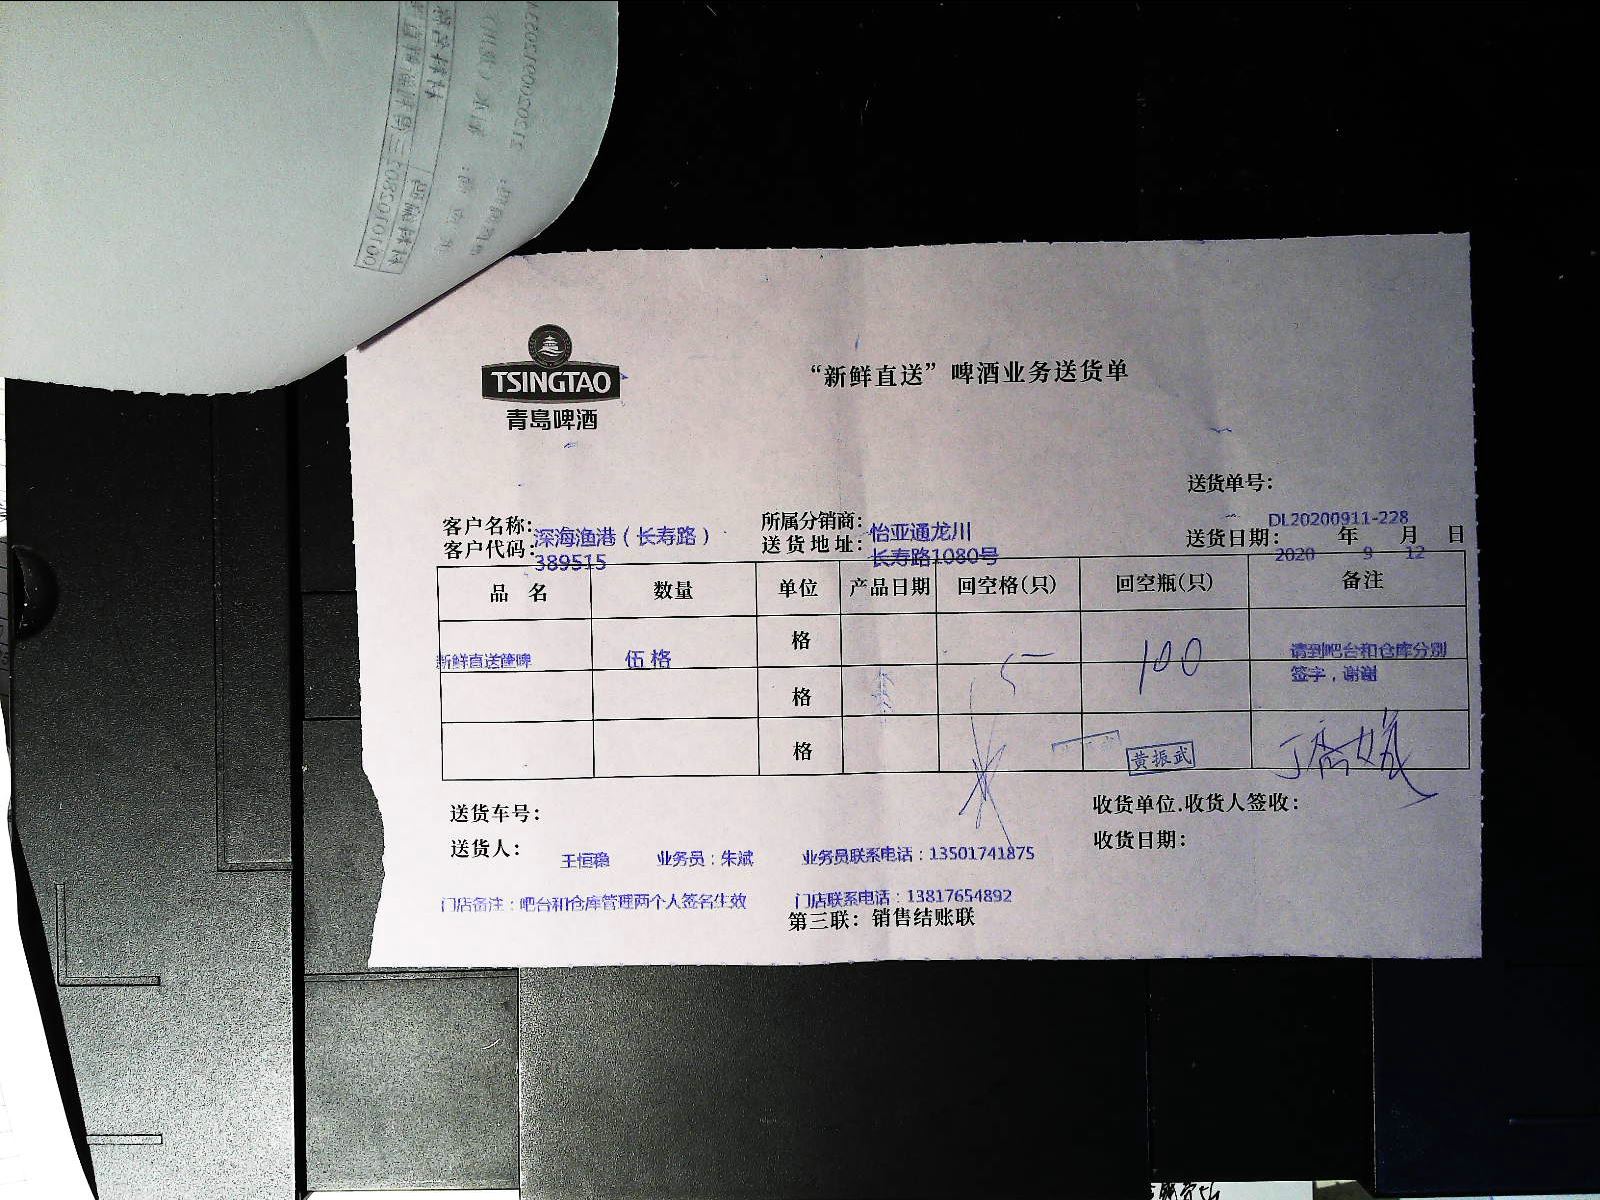 TSINGTAO
青岛啤酒
“新鲜直送”啤酒业务送货单
送货单号：
DL20200911-228
客户名称：深海渔港（长寿路） 所属分销商：怡亚通龙川
客户代码：389515 送货地址：长寿路1080号 送货日期：2020年9月12日
品名 数量 单位 产品日期 回空格(只) 回空瓶(只) 备注
新鲜直送筐啤 伍格 格 5 100 请到吧台和仓库分别签字，谢谢
格
格
黄振武
送货车号： 收货单位.收货人签收：
送货人：王恒稳 业务员：朱斌 业务员联系电话：13501741875 收货日期：
门店备注：吧台和仓库管理两个人签名生效 门店联系电话：13817654892
第三联：销售结账联